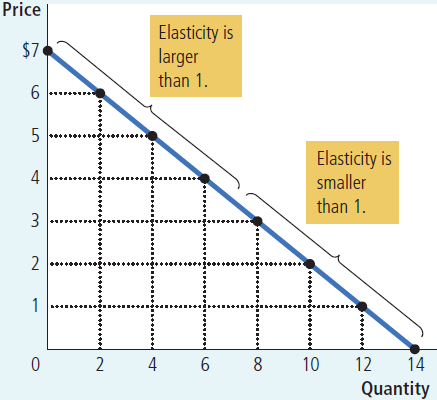 Price
$7
6
5
4
3
2
1
Elasticity is
larger
than 1.
Elasticity is
smaller
than 1.
0 2 4 6 8 10 12 14
Quantity